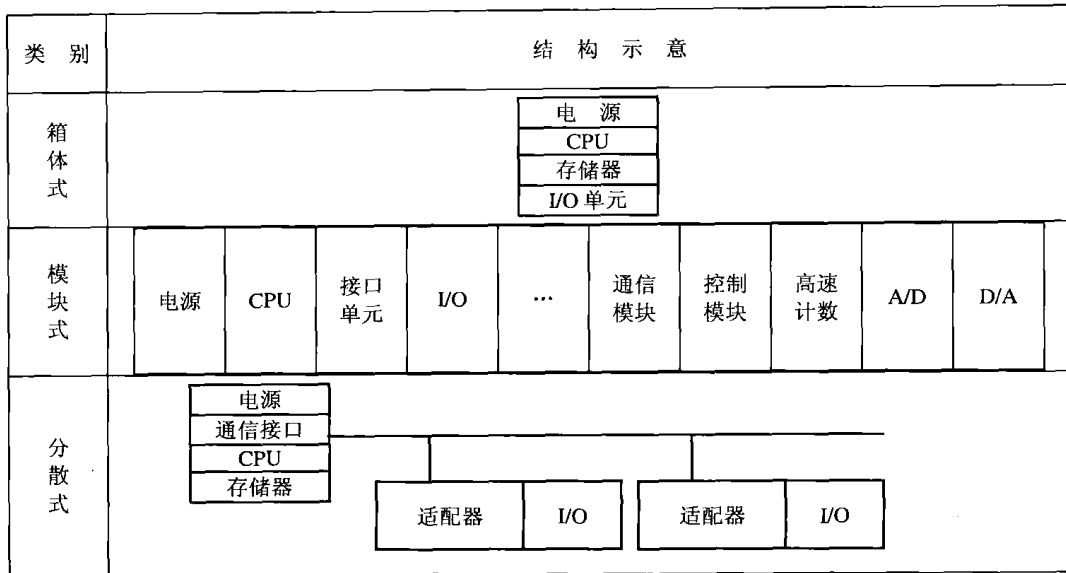 类 别
结 构 示 意
箱
体
式
电 源
CPU
存储器
I/O 单元
模
块
式
电源
CPU
接口
单元
I/O
…
通信
模块
控制
模块
高速
计数
A/D
D/A
分
散
式
电源
通信接口
CPU
存储器
适配器
I/O
适配器
I/O